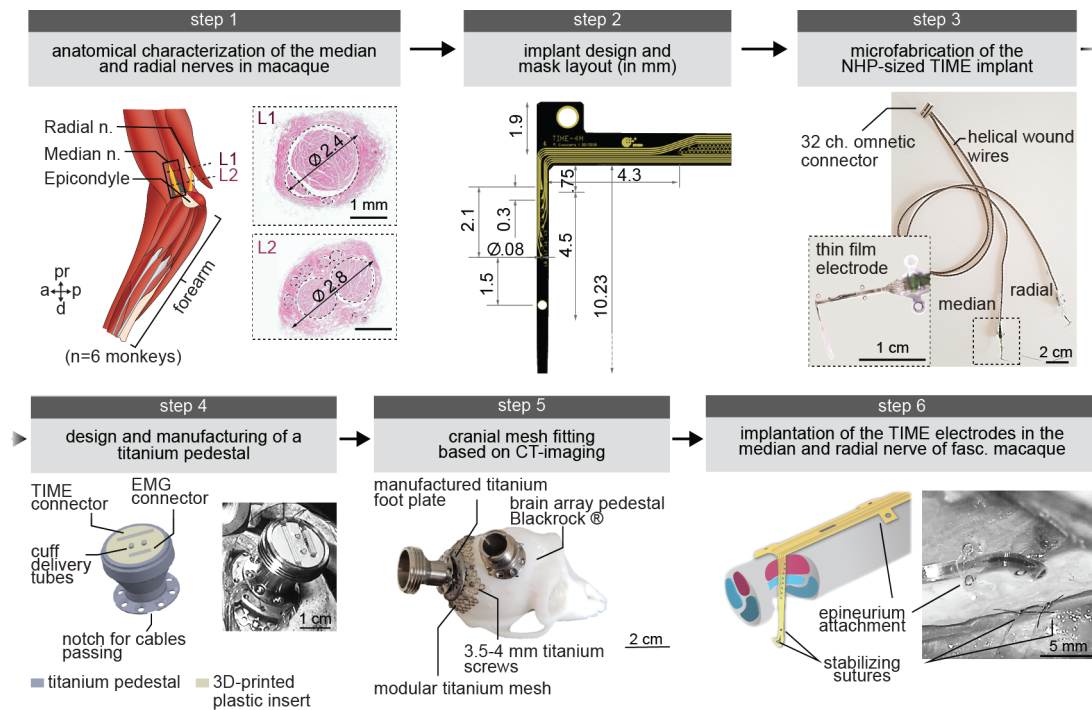 step 1
anatomical characterization of the median
and radial nerves in macaque
Radial n.
Median n.
Epicondyle
L1
L2
forearm
pr
a
p
d
(n=6 monkeys)
L1
Ø 2.4
1 mm
L2
Ø 2.8
step 2
implant design and
mask layout (in mm)
1.9
TIME-4M
.75
4.3
2.1
0.3
Ø.08
4.5
1.5
10.23
step 3
microfabrication of the
NHP-sized TIME implant
32 ch. omnetic
connector
helical wound
wires
thin film
electrode
median
radial
1 cm
2 cm
step 4
design and manufacturing of a
titanium pedestal
TIME
connector
EMG
connector
cuff
delivery
tubes
1 cm
notch for cables
passing
titanium pedestal
3D-printed
plastic insert
step 5
cranial mesh fitting
based on CT-imaging
manufactured titanium
foot plate
brain array pedestal
Blackrock ®
3.5-4 mm titanium
screws
2 cm
modular titanium mesh
step 6
implantation of the TIME electrodes in the
median and radial nerve of fasc. macaque
epineurium
attachment
stabilizing
sutures
5 mm